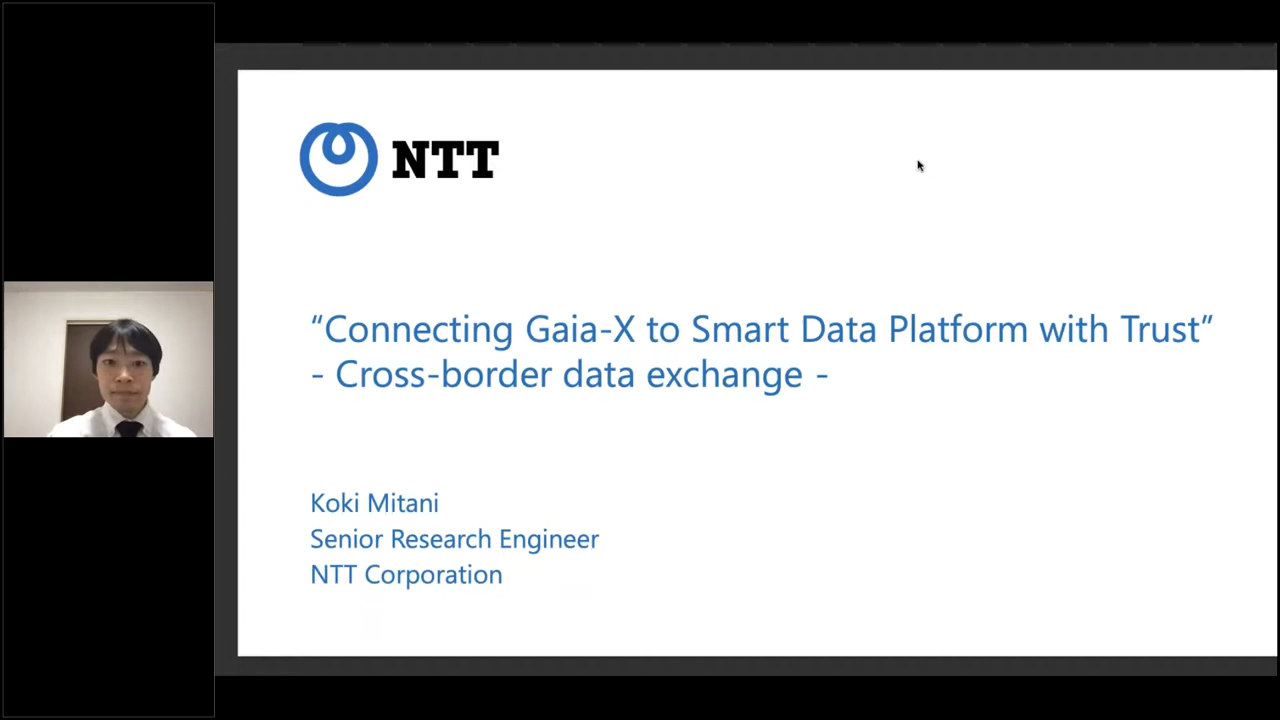 NTT
“Connecting Gaia-X to Smart Data Platform with Trust”
- Cross-border data exchange -
Koki Mitani
Senior Research Engineer
NTT Corporation